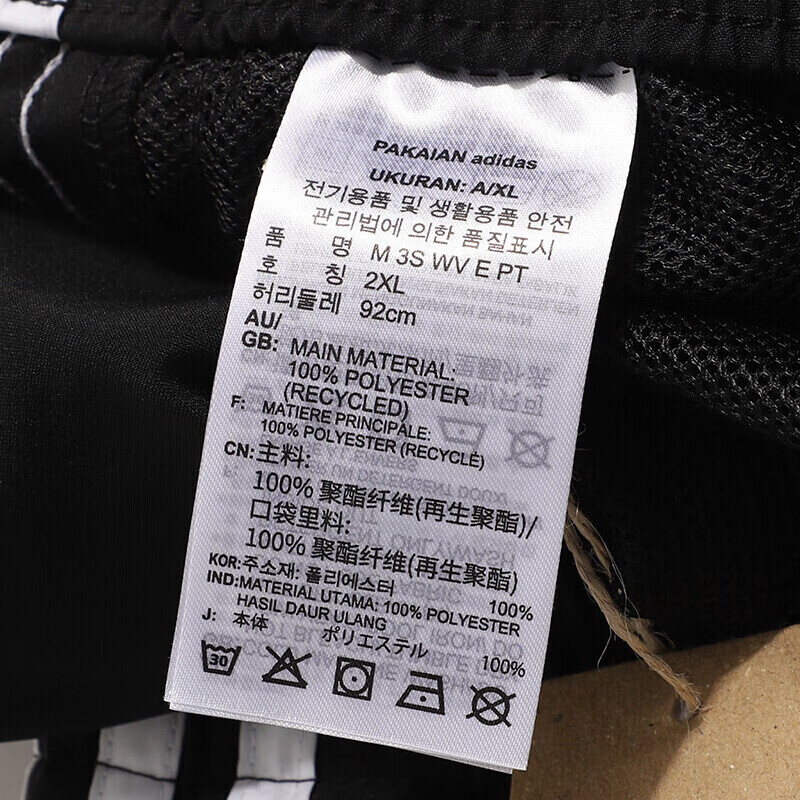 PAKAIAN adidas
UKURAN: A/XL
전기용품 및 생활용품 안전
관리법에 의한 품질표시
품 명 M 3S WV E PT
호 칭 2XL
허리둘레 92cm
AU/
GB: MAIN MATERIAL:
100% POLYESTER
(RECYCLED)
F: MATIERE PRINCIPALE:
100% POLYESTER (RECYCLÉ)
CN: 主料:
100% 聚酯纤维(再生聚酯)/
口袋里料:
100% 聚酯纤维(再生聚酯)
KOR: 주소재: 폴리에스터 100%
IND: MATERIAL UTAMA: 100% POLYESTER
HASIL DAUR ULANG
J: 本体 ポリエステル 100%
30